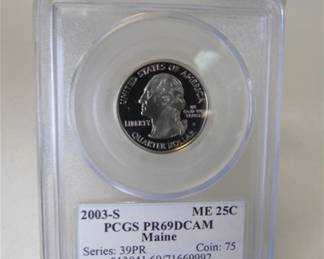 UNITED STATES OF AMERICA
LIBERTY
IN
GOD WE
TRUST
S
QUARTER DOLLAR
2003-S ME 25C
PCGS PR69DCAM
Maine
Series: 39PR Coin: 75